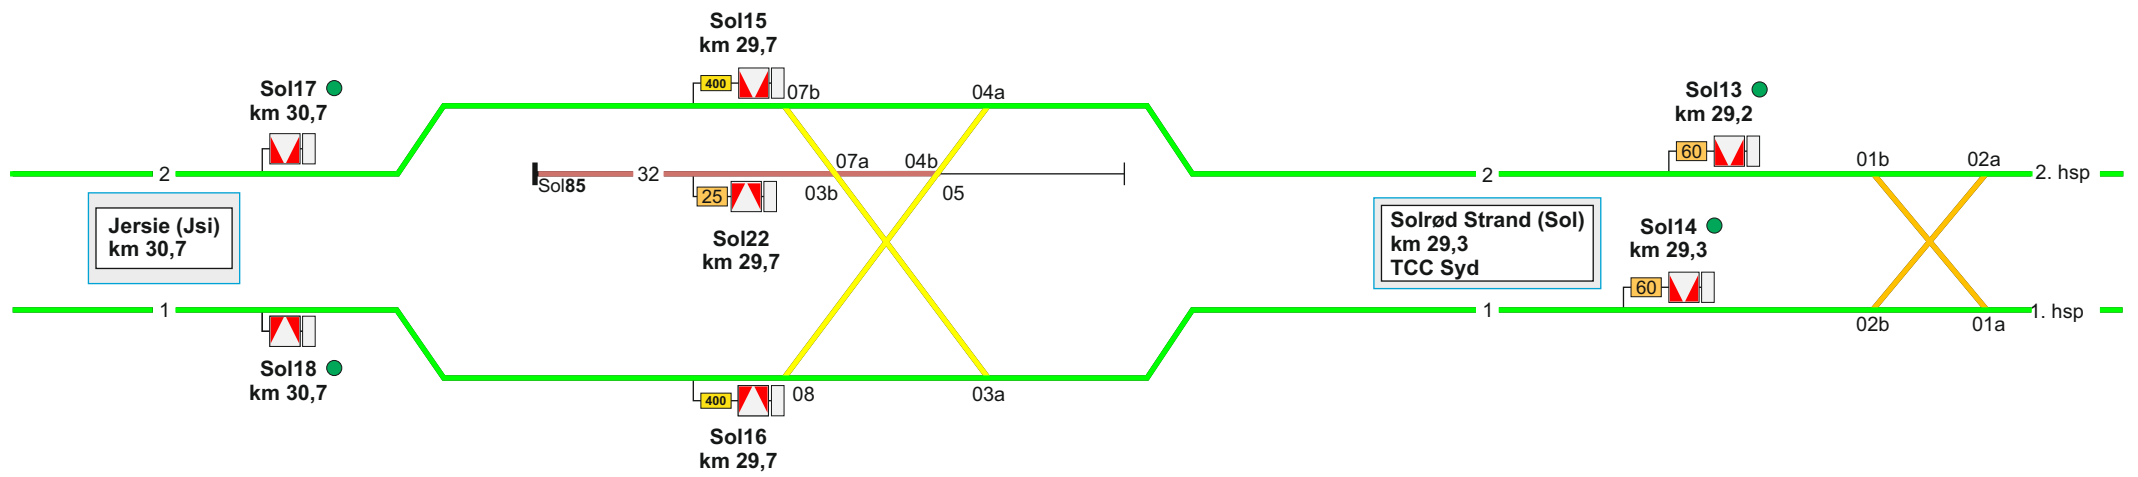 Sol15
km 29,7
Sol17
km 30,7
400
07b
04a
Sol13
km 29,2
60
01b
02a
2
32
07a
04b
2
2. hsp
Sol85
25
03b
05
Jersie (Jsi)
km 30,7
Sol22
km 29,7
Solrød Strand (Sol)
km 29,3
TCC Syd
Sol14
km 29,3
60
1
1
1. hsp
02b
01a
Sol18
km 30,7
400
08
03a
Sol16
km 29,7